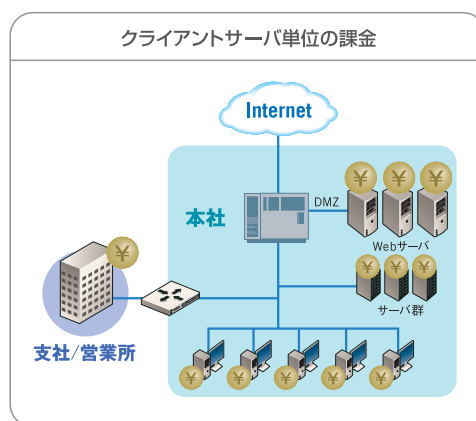 クライアントサーバ単位の課金
Internet
本社
DMZ
¥ ¥ ¥
Webサーバ
¥
¥ ¥ ¥
サーバ群
支社/営業所
¥ ¥ ¥ ¥ ¥